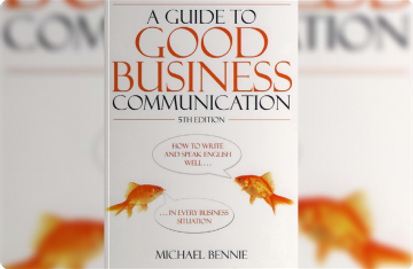 A GUIDE TO
GOOD
BUSINESS
COMMUNICATION
5TH EDITION
HOW TO WRITE
AND SPEAK ENGLISH
WELL...
...IN EVERY BUSINESS
SITUATION
MICHAEL BENNIE